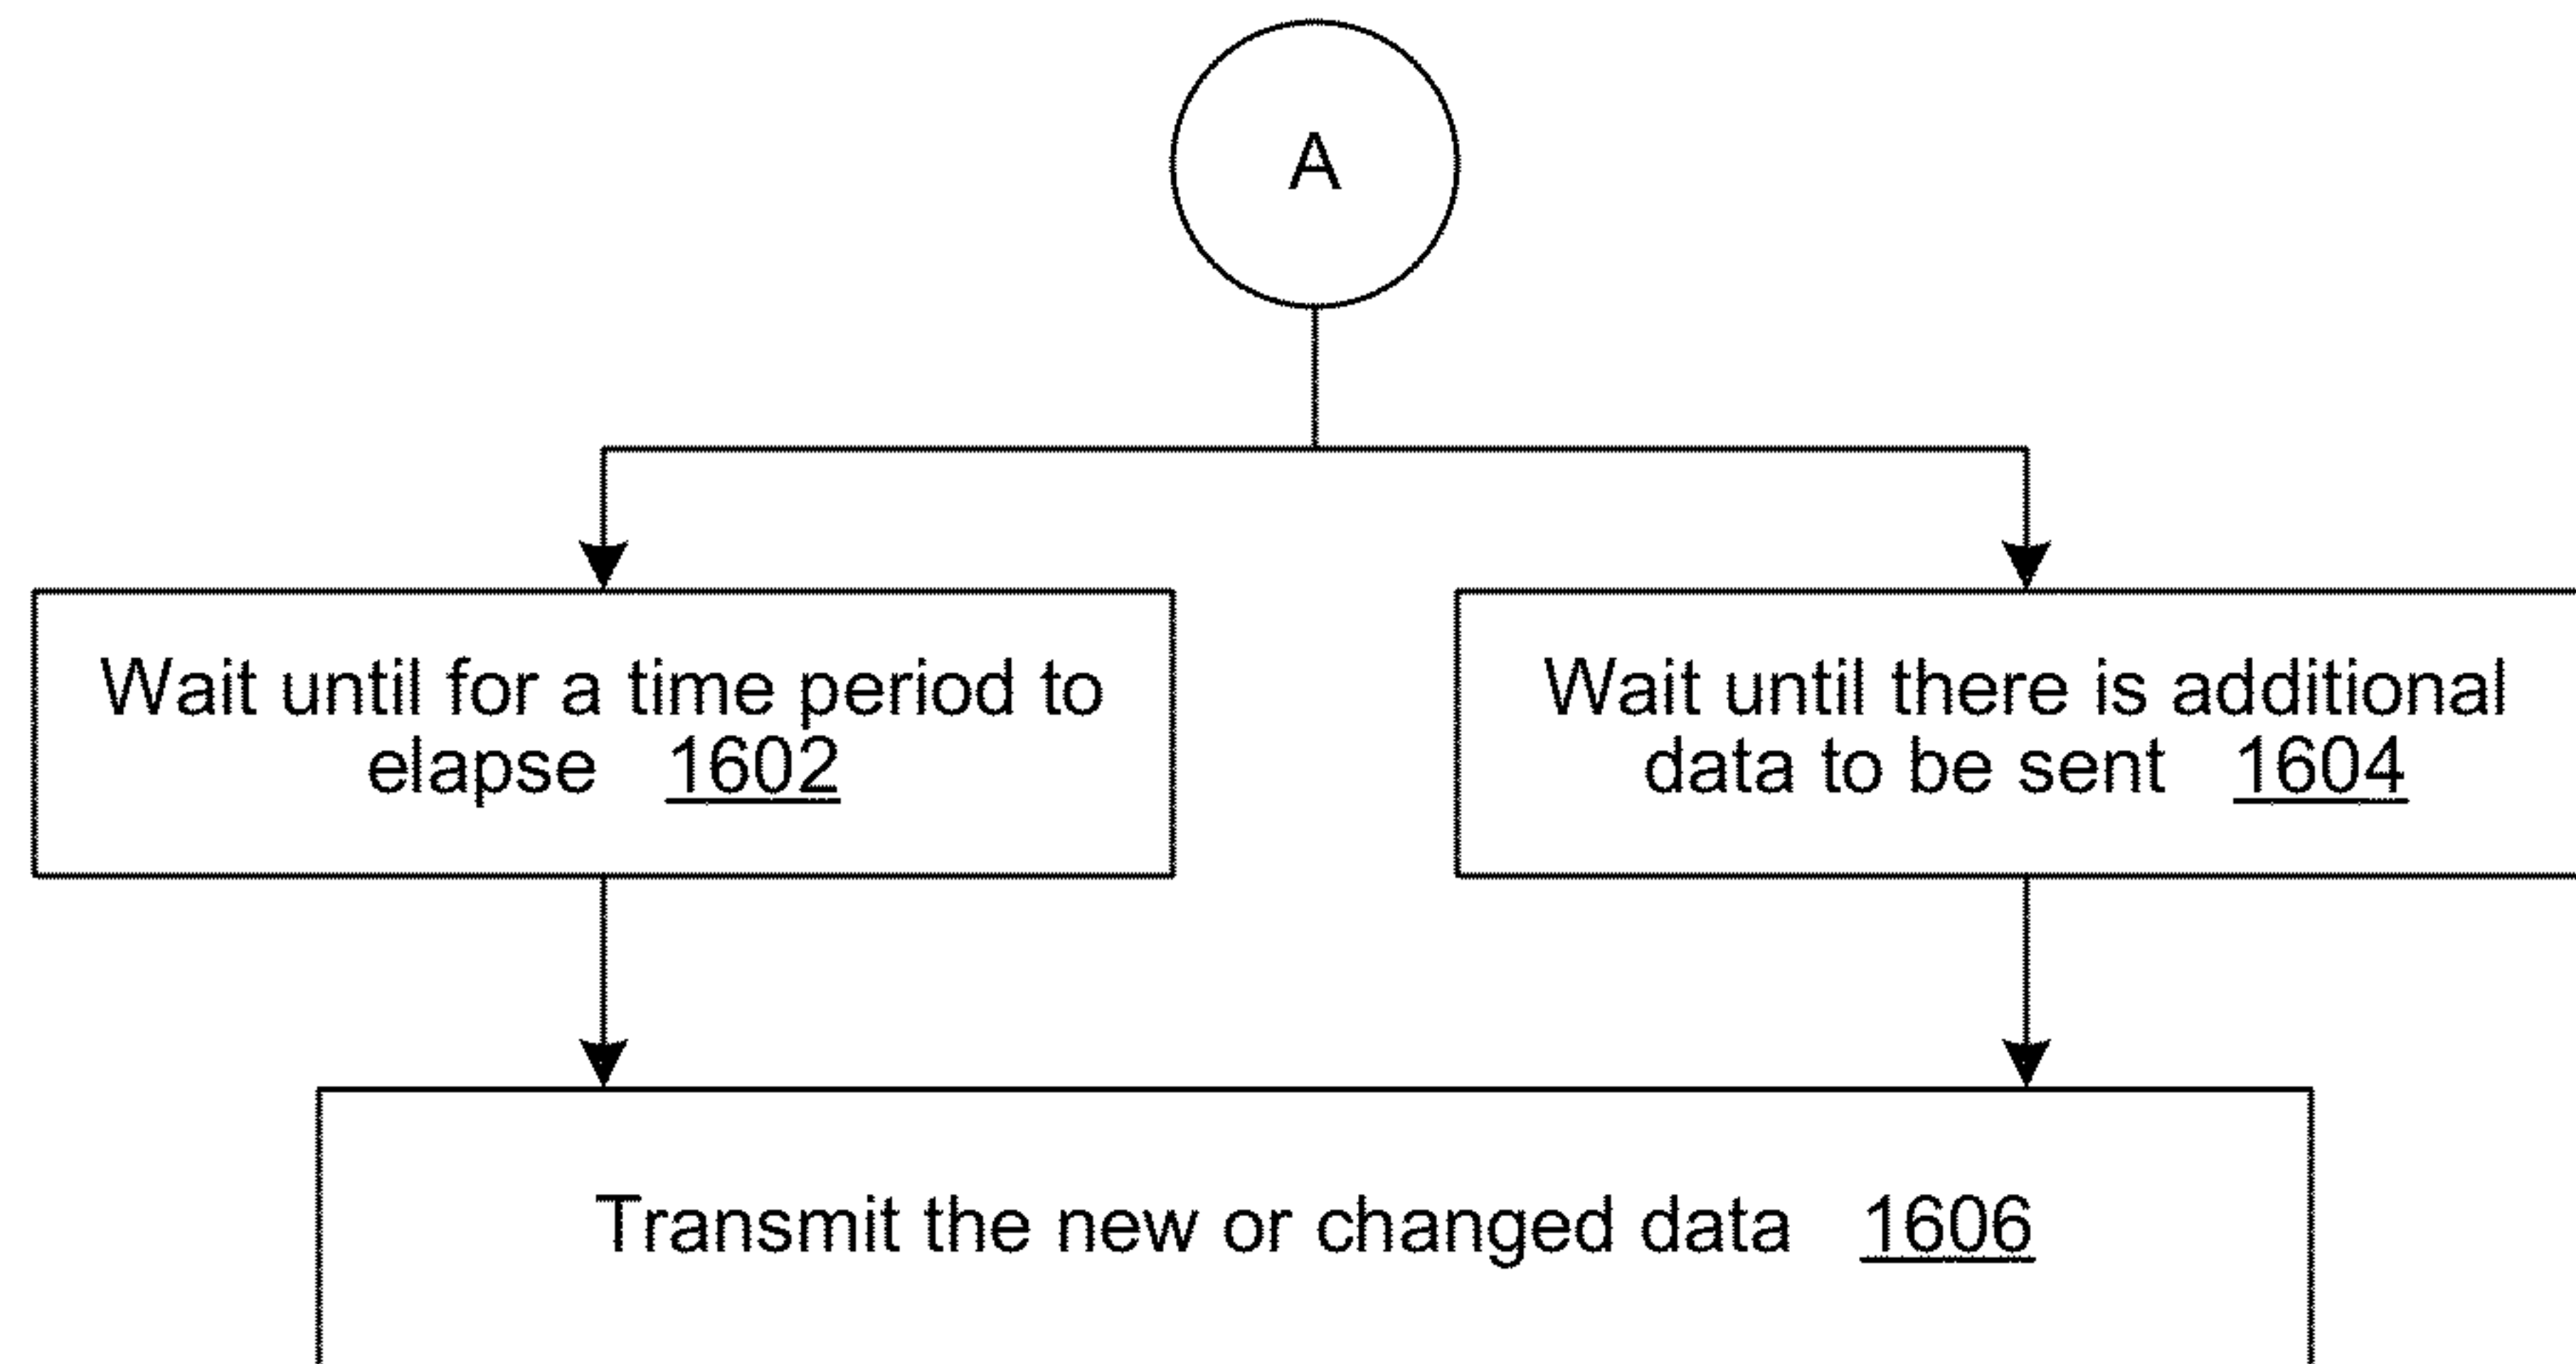 A
Wait until for a time period to
elapse 1602
Wait until there is additional
data to be sent 1604
Transmit the new or changed data 1606